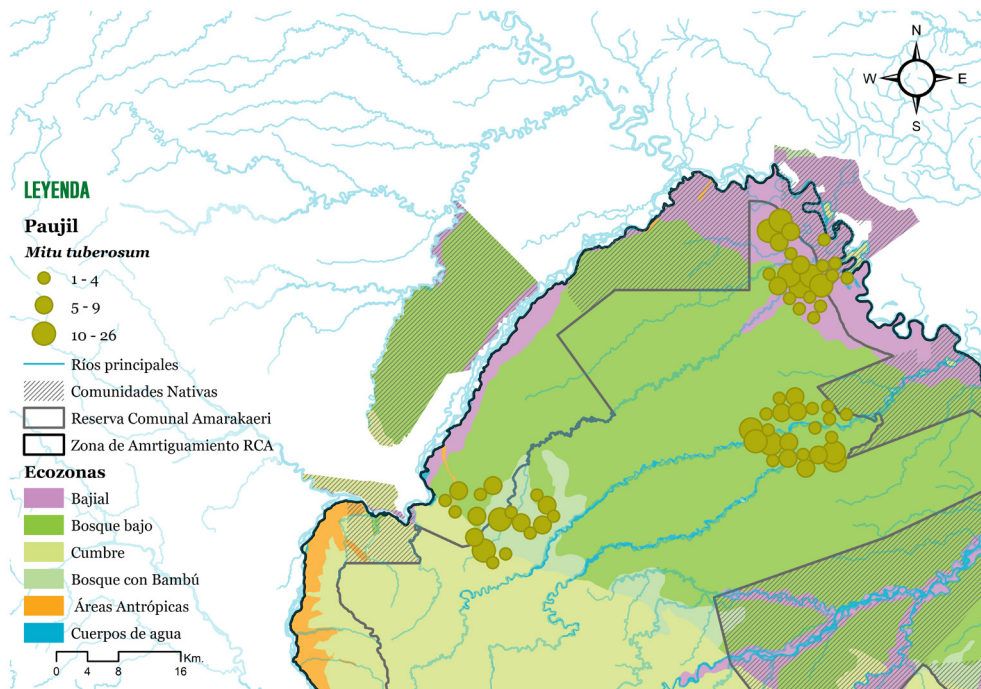 N
W E
S
LEYENDA
Paujil
Mitu tuberosum
1 - 4
5 - 9
10 - 26
Ríos principales
Comunidades Nativas
Reserva Comunal Amarakaeri
Zona de Amrtiguamiento RCA
Ecozonas
Bajial
Bosque bajo
Cumbre
Bosque con Bambú
Áreas Antrópicas
Cuerpos de agua
Km.
0 4 8 16